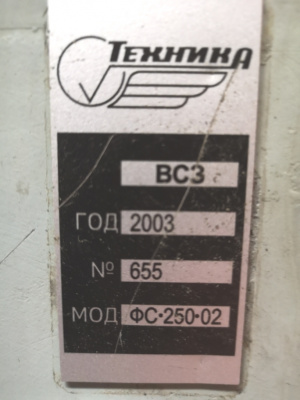 Техника
ВСЗ
ГОД 2003
№ 655
МОД ФС·250·02